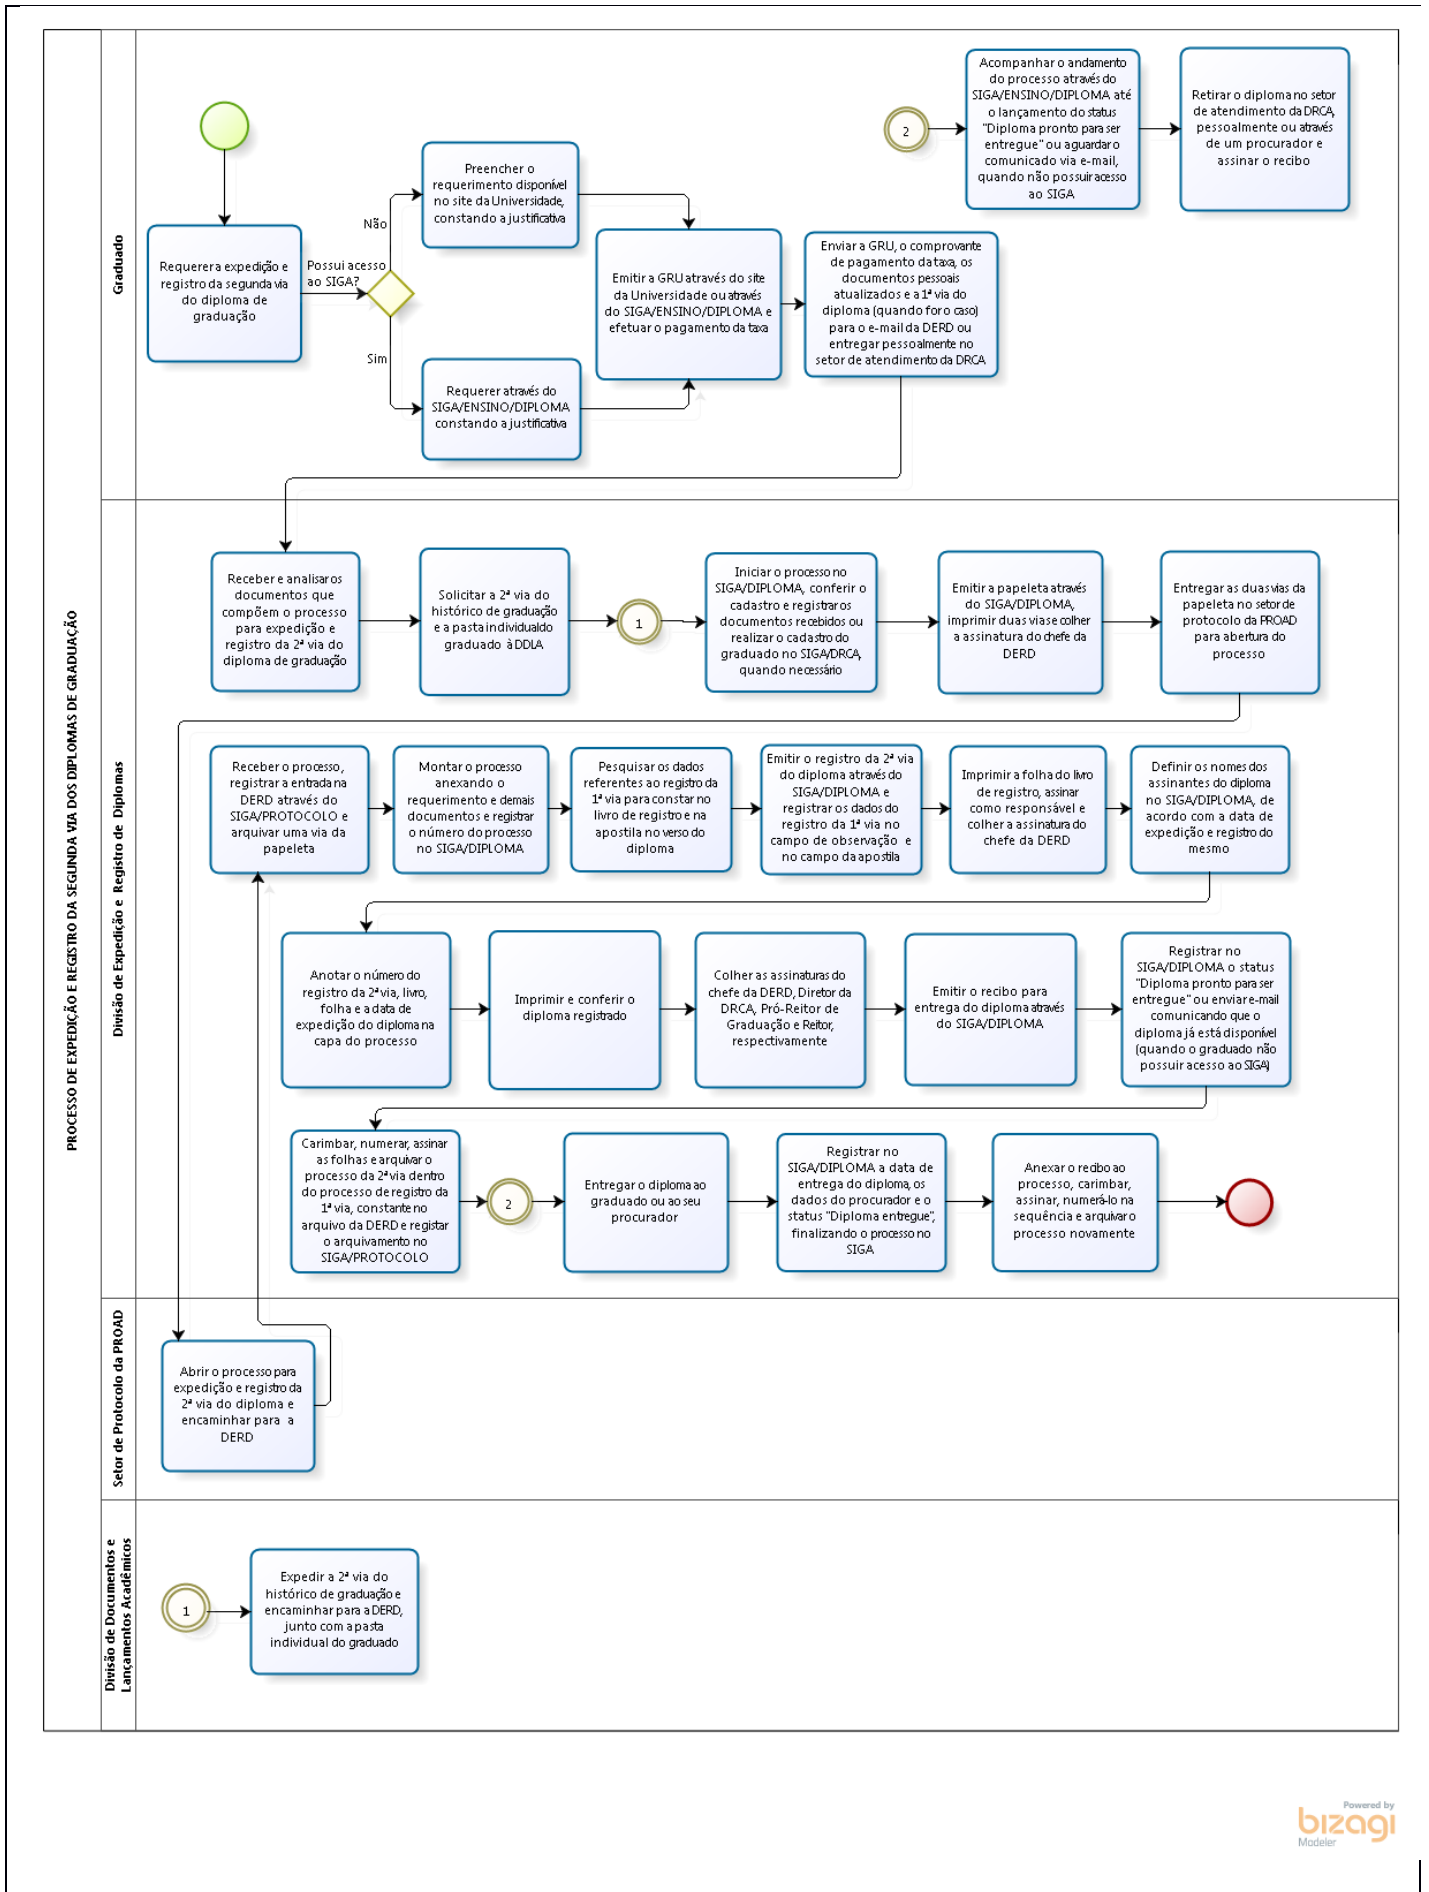 PROCESSO DE EXPEDIÇÃO E REGISTRO DA SEGUNDA VIA DOS DIPLOMAS DE GRADUAÇÃO
Graduado
Requerer a expedição e
registro da segunda via
do diploma de
graduação
Possui acesso
ao SIGA?
Não
Sim
Preencher o
requerimento disponível
no site da Universidade,
constando a justificativa
Requerer através do
SIGA/ENSINO/DIPLOMA
constando a justificativa
Emitir a GRU através do site
da Universidade ou através
do SIGA/ENSINO/DIPLOMA e
efetuar o pagamento da taxa
Enviar a GRU, o comprovante
de pagamento da taxa, os
documentos pessoais
atualizados e a 1ª via do
diploma (quando for o caso)
para o e-mail da DERD ou
entregar pessoalmente no
setor de atendimento da DRCA
2
Acompanhar o andamento
do processo através do
SIGA/ENSINO/DIPLOMA até
o lançamento do status
"Diploma pronto para ser
entregue" ou aguardar o
comunicado via e-mail,
quando não possuir acesso
ao SIGA
Retirar o diploma no setor
de atendimento da DRCA,
pessoalmente ou através
de um procurador e
assinar o recibo
Divisão de Expedição e Registro de Diplomas
Receber e analisar os
documentos que
compõem o processo
para expedição e
registro da 2ª via do
diploma de graduação
Solicitar a 2ª via do
histórico de graduação
e a pasta individual do
graduado à DDLA
1
Iniciar o processo no
SIGA/DIPLOMA, conferir o
cadastro e registrar os
documentos recebidos ou
realizar o cadastro do
graduado no SIGA/DRCA,
quando necessário
Emitir a papeleta através
do SIGA/DIPLOMA,
imprimir duas vias e colher
a assinatura do chefe da
DERD
Entregar as duas vias da
papeleta no setor de
protocolo da PROAD
para abertura do
processo
Receber o processo,
registrar a entrada na
DERD através do
SIGA/PROTOCOLO e
arquivar uma via da
papeleta
Montar o processo
anexando o
requerimento e demais
documentos e registrar
o número do processo
no SIGA/DIPLOMA
Pesquisar os dados
referentes ao registro da
1ª via para constar no
livro de registro e na
apostila no verso do
diploma
Emitir o registro da 2ª via
do diploma através do
SIGA/DIPLOMA e
registrar os dados do
registro da 1ª via no
campo de observação e
no campo da apostila
Imprimir a folha do livro
de registro, assinar
como responsável e
colher a assinatura do
chefe da DERD
Definir os nomes dos
assinantes do diploma
no SIGA/DIPLOMA, de
acordo com a data de
expedição e registro do
mesmo
Anotar o número do
registro da 2ª via, livro,
folha e a data de
expedição do diploma na
capa do processo
Imprimir e conferir o
diploma registrado
Colher as assinaturas do
chefe da DERD, Diretor da
DRCA, Pró-Reitor de
Graduação e Reitor,
respectivamente
Emitir o recibo para
entrega do diploma através
do SIGA/DIPLOMA
Registrar no
SIGA/DIPLOMA o status
"Diploma pronto para ser
entregue" ou enviar e-mail
comunicando que o
diploma já está disponível
(quando o graduado não
possuir acesso ao SIGA)
Carimbar, numerar, assinar
as folhas e arquivar o
processo da 2ª via dentro
do processo de registro da
1ª via, constante no
arquivo da DERD e registar
o arquivamento no
SIGA/PROTOCOLO
2
Entregar o diploma ao
graduado ou ao seu
procurador
Registrar no
SIGA/DIPLOMA a data de
entrega do diploma, os
dados do procurador e o
status "Diploma entregue",
finalizando o processo no
SIGA
Anexar o recibo ao
processo, carimbar,
assinar, numerá-lo na
sequência e arquivar o
processo novamente
Setor de Protocolo da PROAD
Abrir o processo para
expedição e registro da
2ª via do diploma e
encaminhar para a
DERD
Divisão de Documentos e
Lançamentos Acadêmicos
1
Expedir a 2ª via do
histórico de graduação e
encaminhar para a DERD,
junto com a pasta
individual do graduado
Powered by
bizagi
Modeler